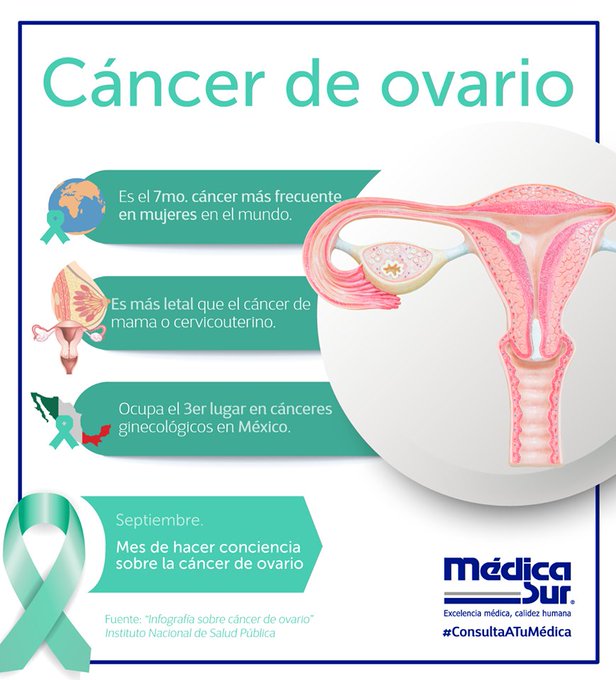 Cáncer de ovario
Es el 7mo. cáncer más frecuente
en mujeres en el mundo.
Es más letal que el cáncer de
mama o cervicouterino.
Ocupa el 3er lugar en cánceres
ginecológicos en México.
Septiembre.
Mes de hacer conciencia
sobre la cáncer de ovario
Fuente: “Infografía sobre cáncer de ovario”
Instituto Nacional de Salud Pública
médica
sur®
Excelencia médica, calidez humana
#ConsultaATuMédica